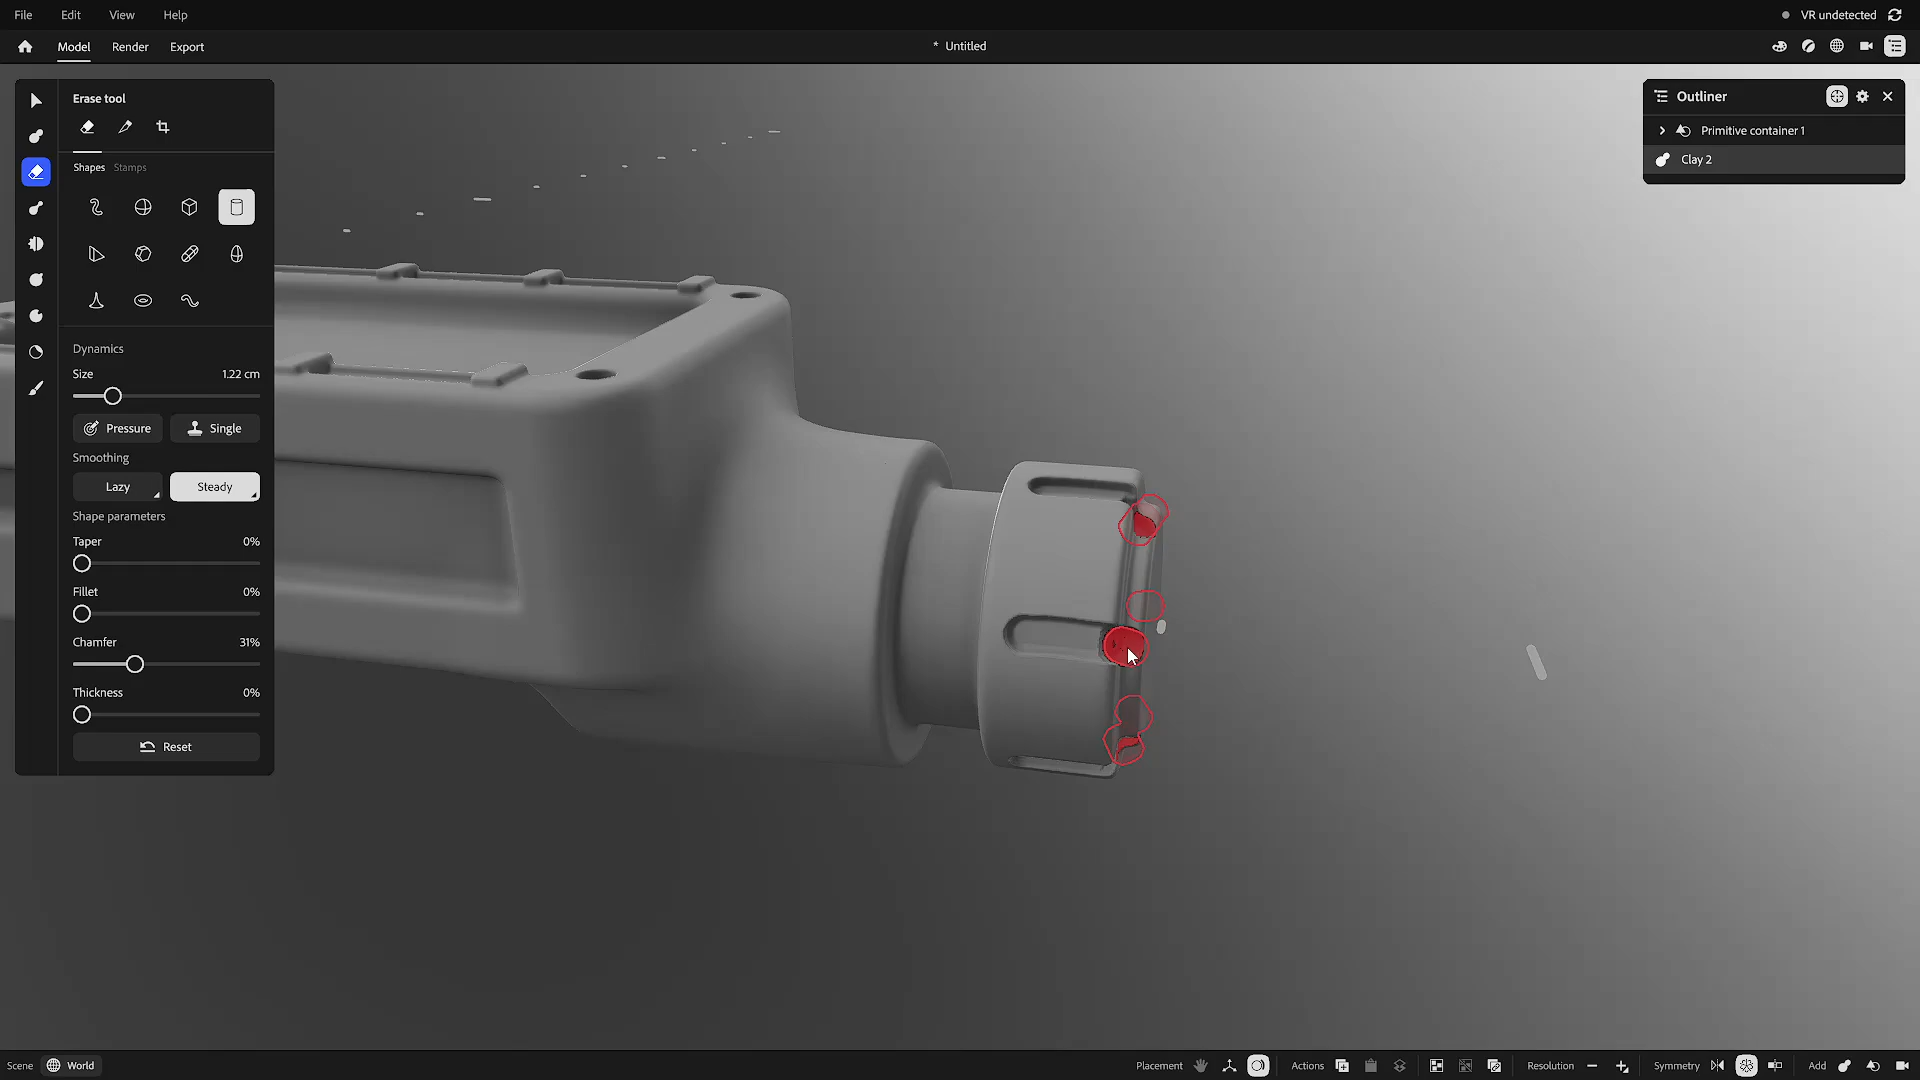 File Edit View Help
VR undetected
Model Render Export
* Untitled
Erase tool
Shapes Stamps
Dynamics
Size 1.22 cm
Pressure Single
Smoothing
Lazy Steady
Shape parameters
Taper 0%
Fillet 0%
Chamfer 31%
Thickness 0%
Reset
Outliner
Primitive container 1
Clay 2
Scene World
Placement Actions Resolution Symmetry Add